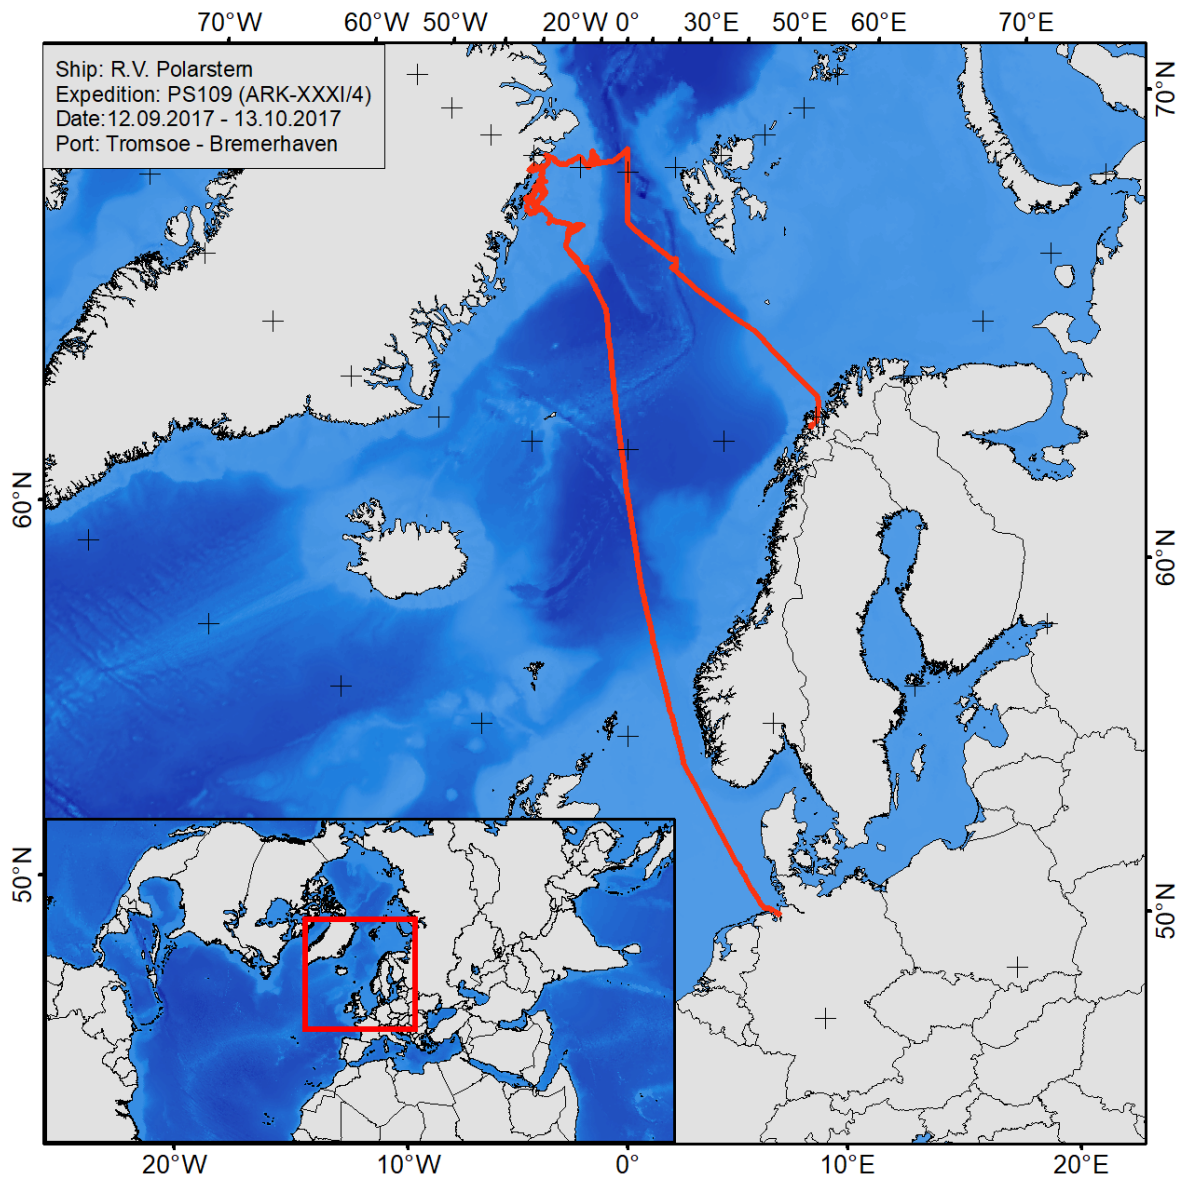 70°W 60°W 50°W 20°W 0° 30°E 50°E 60°E 70°E
Ship: R.V. Polarstern
Expedition: PS109 (ARK-XXXI/4)
Date:12.09.2017 - 13.10.2017
Port: Tromsoe - Bremerhaven
70°N
60°N
60°N
50°N
50°N
20°W 10°W 0° 10°E 20°E